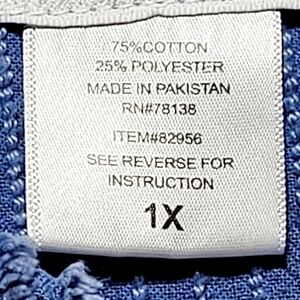 75%COTTON
25% POLYESTER
MADE IN PAKISTAN
RN#78138
ITEM#82956
SEE REVERSE FOR
INSTRUCTION
1X